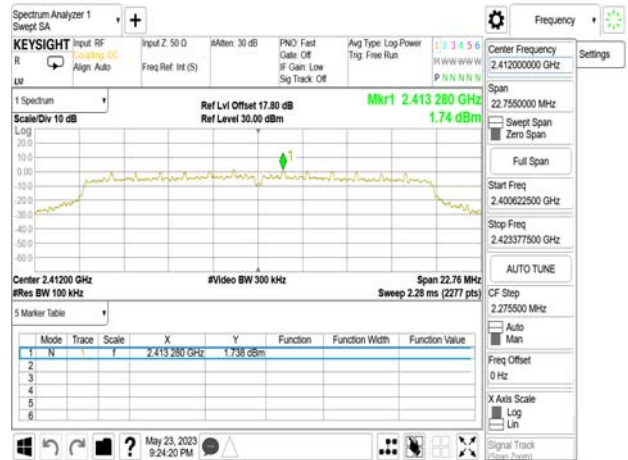 Spectrum Analyzer 1
Swept SA
+
Frequency
KEYSIGHT
Input: RF
Coupling: DC
Align: Auto
Input Z: 50 Ω
Freq Ref: Int (S)
#Atten: 30 dB
PNO: Fast
Gate: Off
IF Gain: Low
Sig Track: Off
Avg Type: Log-Power
Trig: Free Run
1 2 3 4 5 6
M W W W W W
P N N N N N
R
LXI
Center Frequency
2.412000000 GHz
Settings
Span
22.7550000 MHz
Swept Span
Zero Span
Full Span
Start Freq
2.400622500 GHz
Stop Freq
2.423377500 GHz
AUTO TUNE
CF Step
2.275500 MHz
Auto
Man
Freq Offset
0 Hz
X Axis Scale
Log
Lin
Signal Track
(Span Zoom)
1 Spectrum
Scale/Div 10 dB
Ref Lvl Offset 17.80 dB
Ref Level 30.00 dBm
Mkr1 2.413 280 GHz
1.74 dBm
Log
20.0
10.0
0.00
-10.0
-20.0
-30.0
-40.0
-50.0
-60.0
1
Center 2.41200 GHz
#Res BW 100 kHz
#Video BW 300 kHz
Span 22.76 MHz
Sweep 2.28 ms (2277 pts)
5 Marker Table
Mode Trace Scale X Y Function Function Width Function Value
1 N 1 f 2.413 280 GHz 1.738 dBm
2
3
4
5
6
?
May 23, 2023
9:24:20 PM